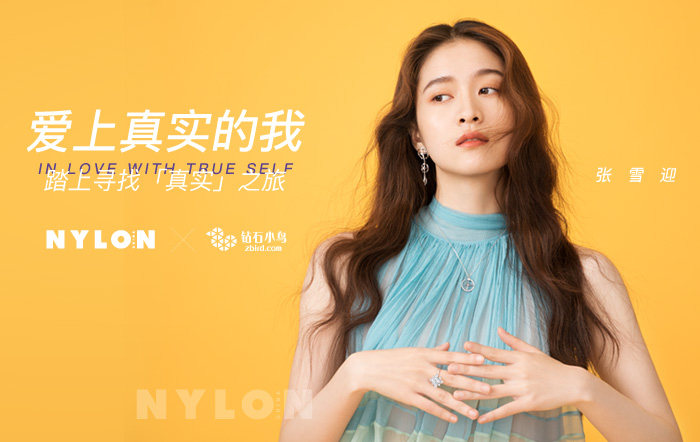 爱上真实的我
IN LOVE WITH TRUE SELF
踏上寻找「真实」之旅
NYLON × 钻石小鸟
zbird.com
张雪迎
NYLON